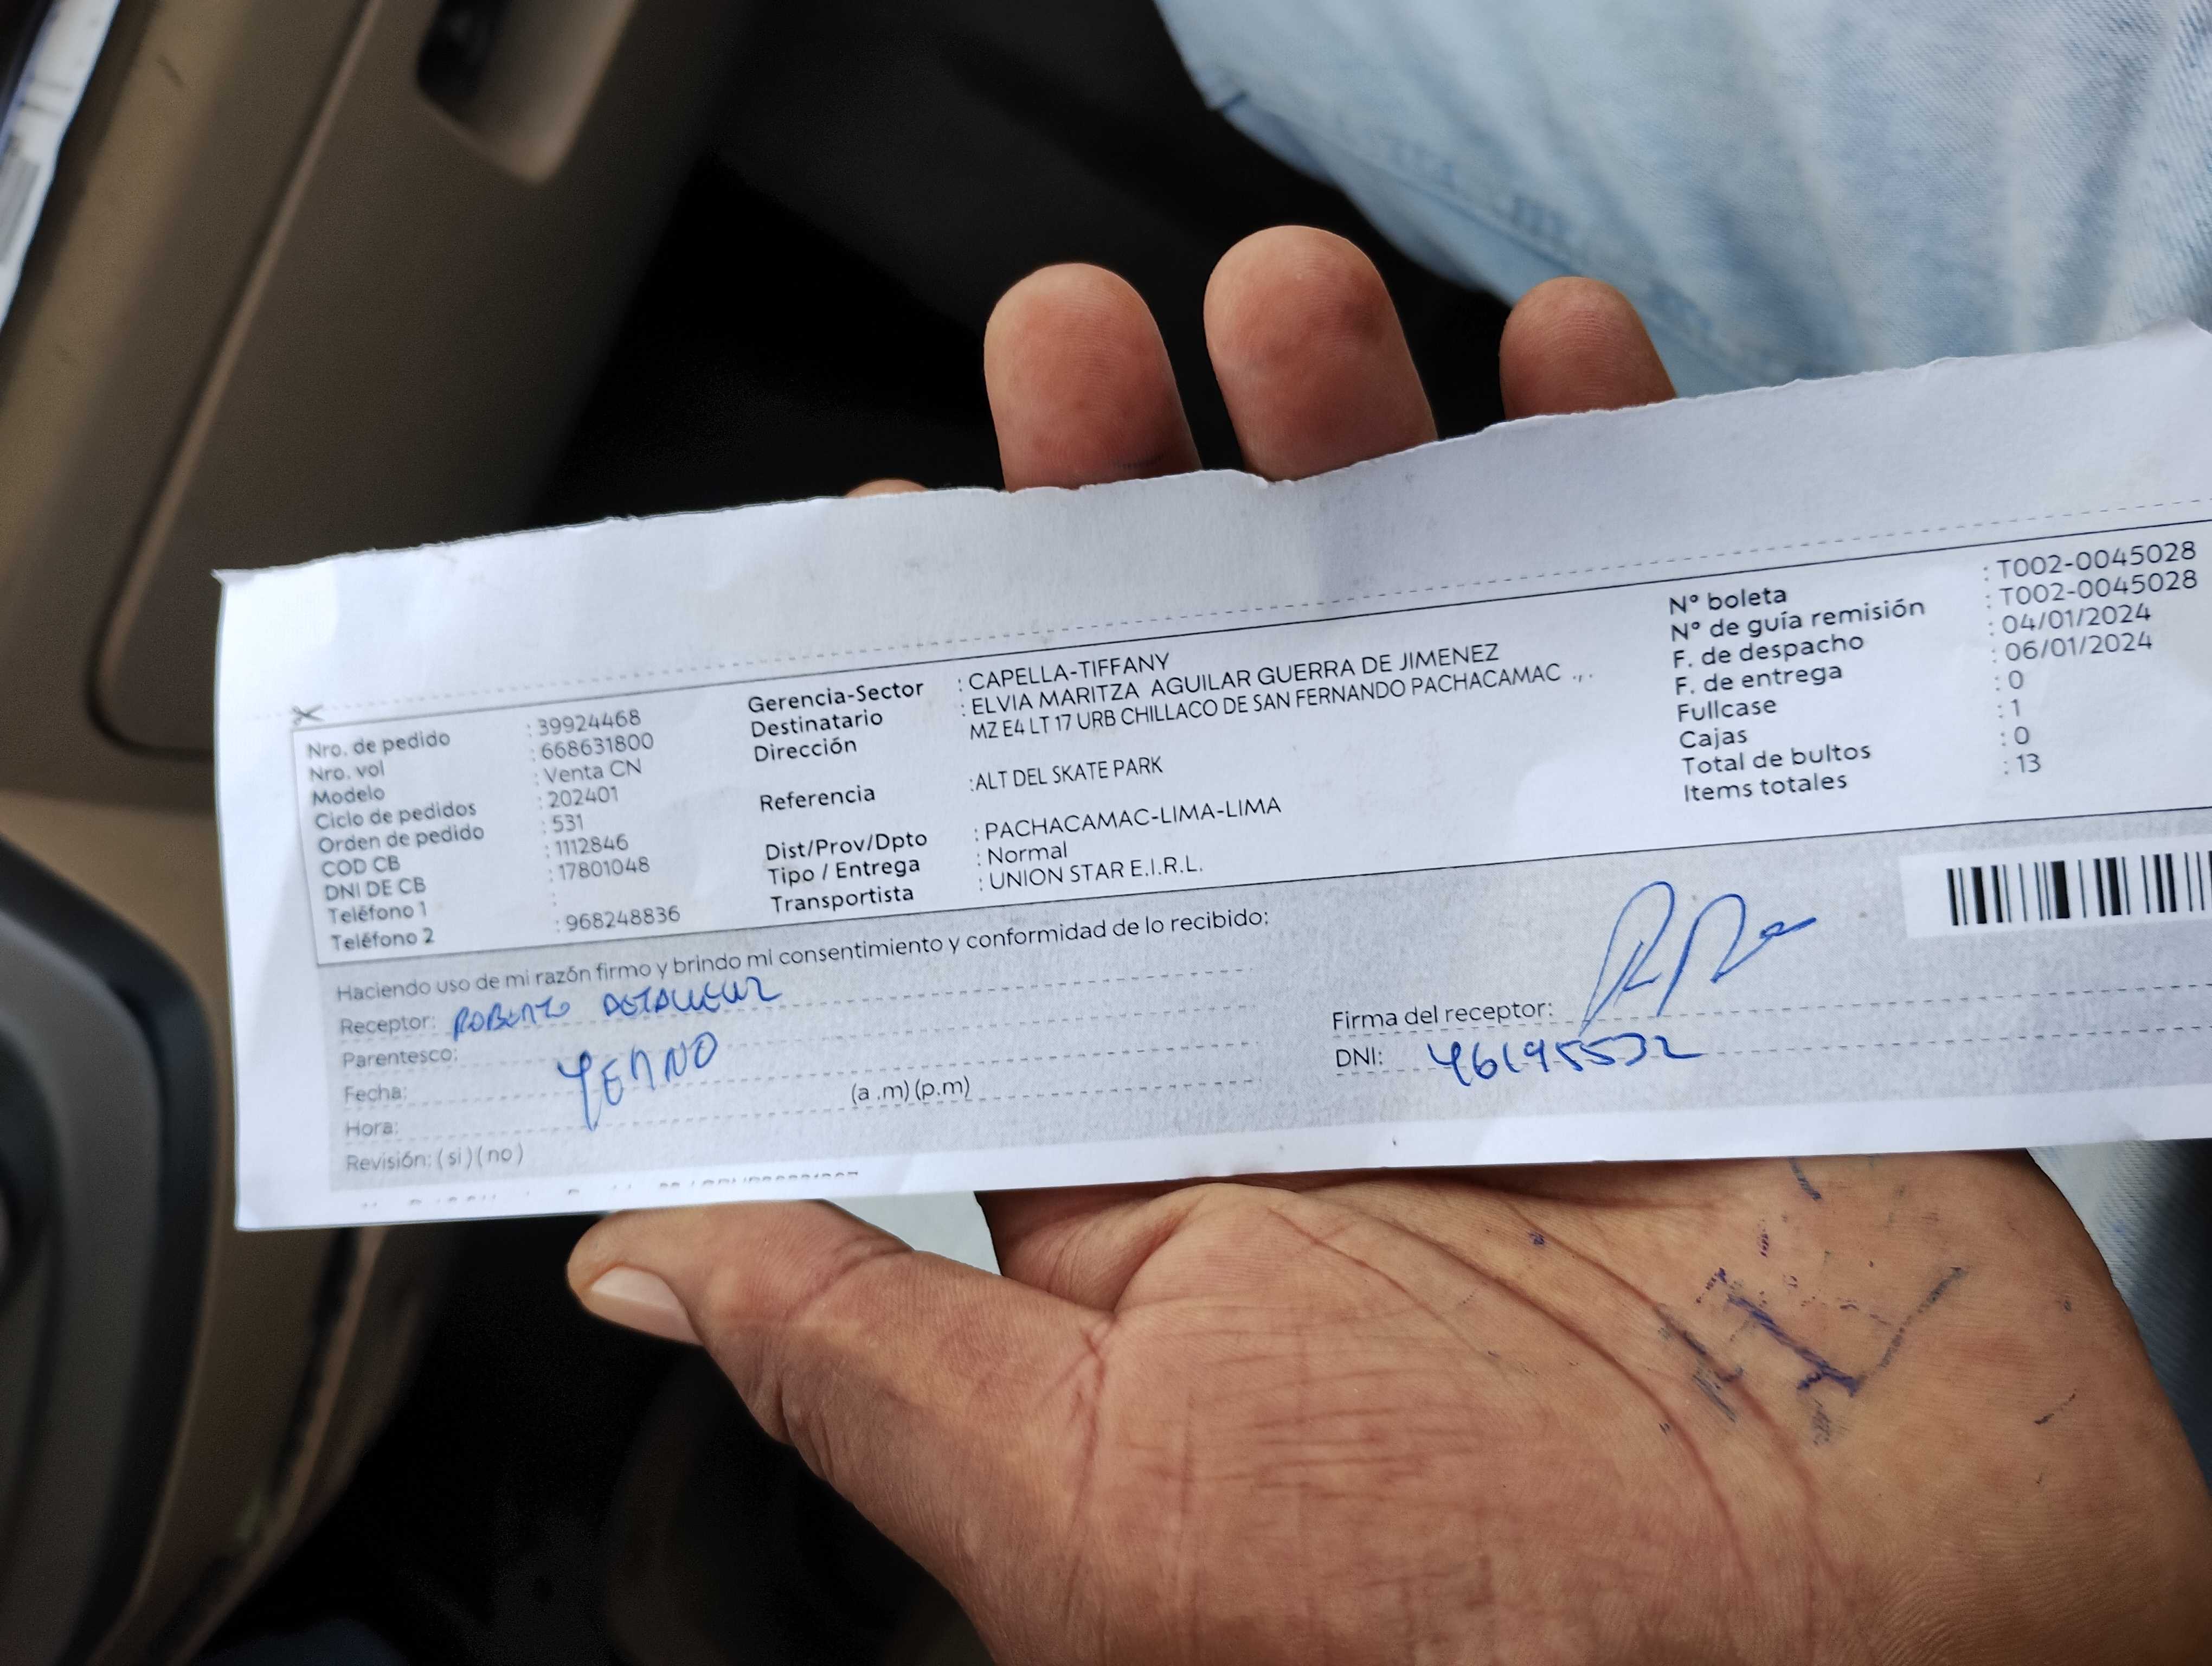 Nro. de pedido : 39924468
Nro. vol : 668631800
Modelo : Venta CN
Ciclo de pedidos : 202401
Orden de pedido : 531
COD CB : 1112846
DNI DE CB : 17801048
Teléfono 1 :
Teléfono 2 : 968248836
Gerencia-Sector : CAPELLA-TIFFANY
Destinatario : ELVIA MARITZA AGUILAR GUERRA DE JIMENEZ
Dirección MZ E4 LT 17 URB CHILLACO DE SAN FERNANDO PACHACAMAC .,.
Referencia :ALT DEL SKATE PARK
Dist/Prov/Dpto : PACHACAMAC-LIMA-LIMA
Tipo / Entrega : Normal
Transportista : UNION STAR E.I.R.L.
N° boleta : T002-0045028
N° de guía remisión : T002-0045028
F. de despacho : 04/01/2024
F. de entrega : 06/01/2024
Fullcase : 0
Cajas : 1
Total de bultos : 0
Items totales : 13
Haciendo uso de mi razón firmo y brindo mi consentimiento y conformidad de lo recibido:
Receptor: ROBERTO
Parentesco: YERNO
Fecha:
Hora: (a .m) (p.m)
Revisión: ( si ) ( no )
Firma del receptor:
DNI: 46195532